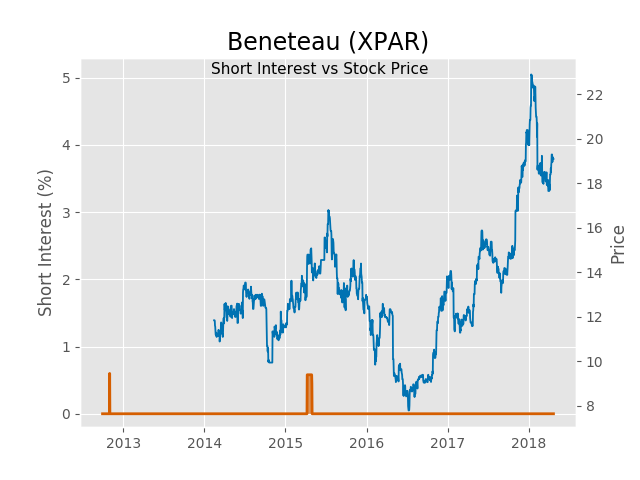 Beneteau (XPAR)
Short Interest vs Stock Price
Short Interest (%)
5
4
3
2
1
0
22
20
18
16
14
12
10
8
Price
2013 2014 2015 2016 2017 2018